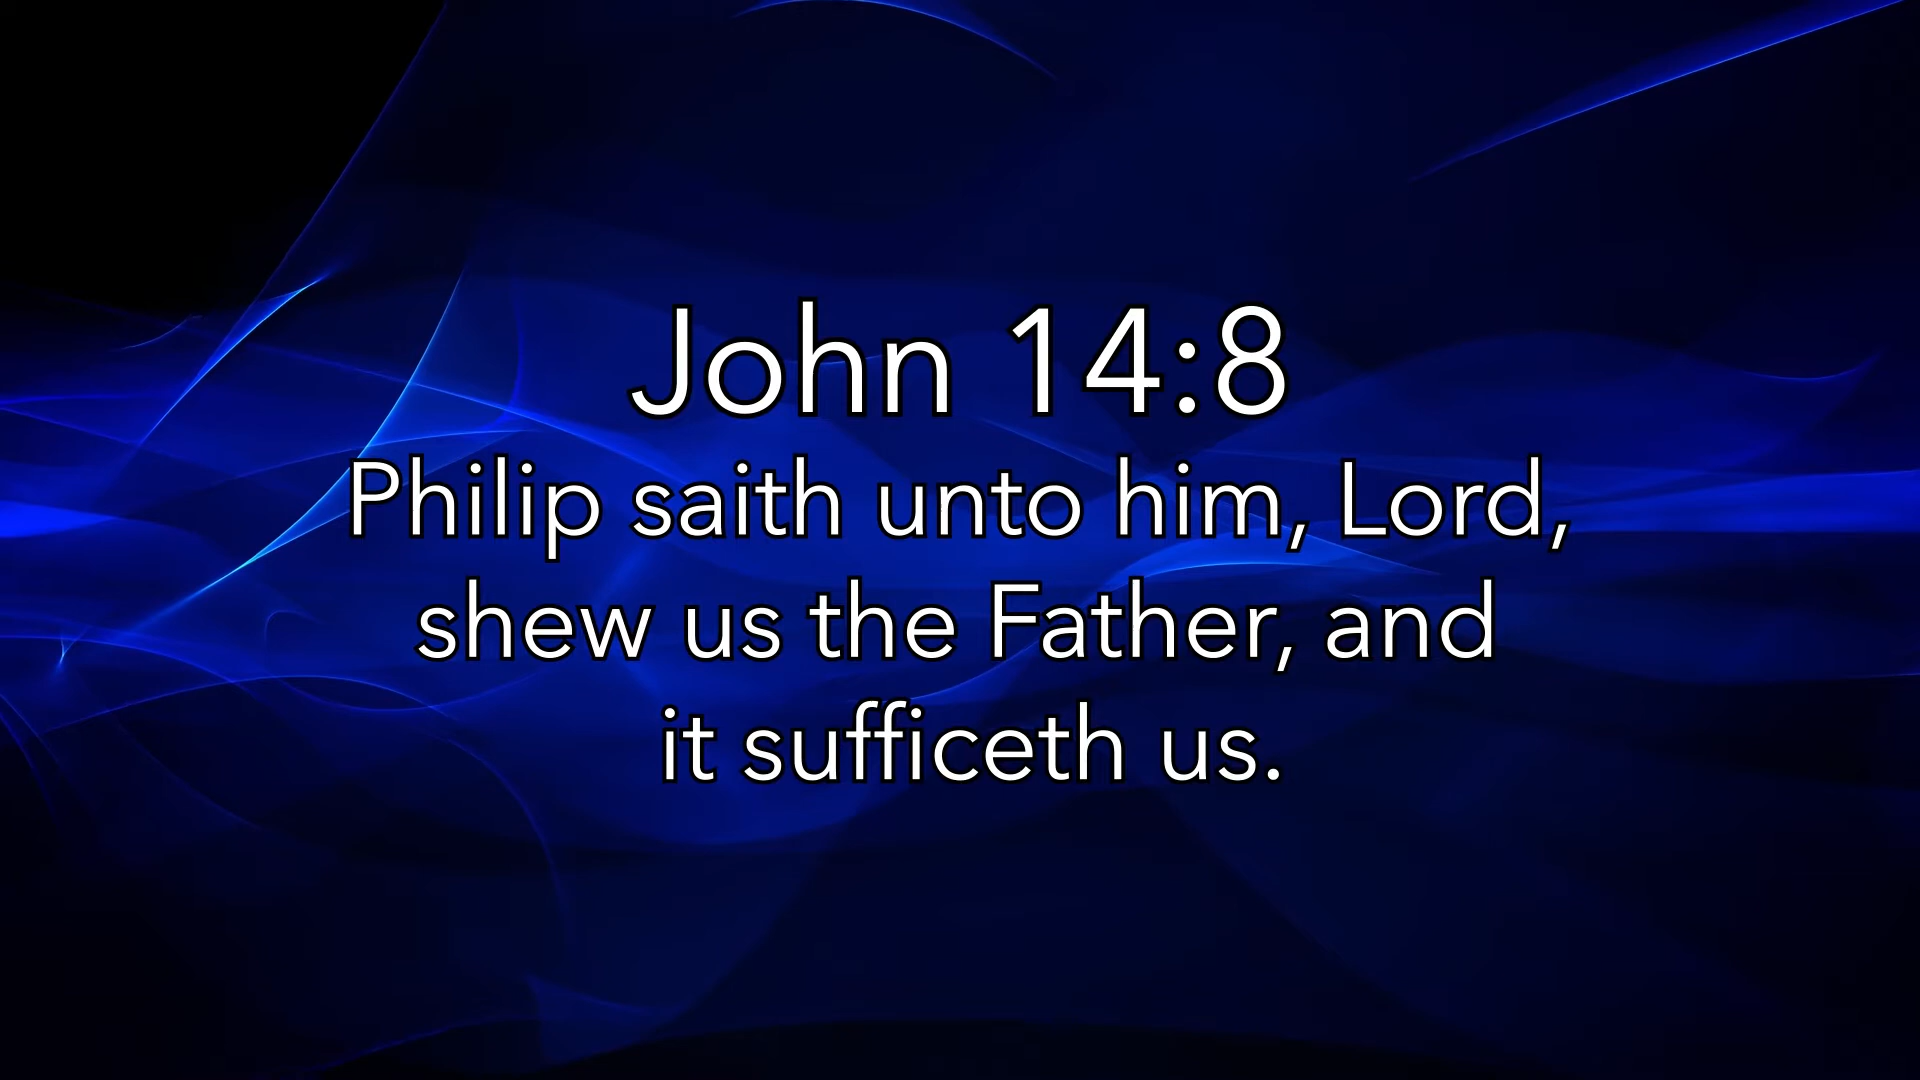 John 14:8
Philip saith unto him, Lord,
shew us the Father, and
it sufficeth us.